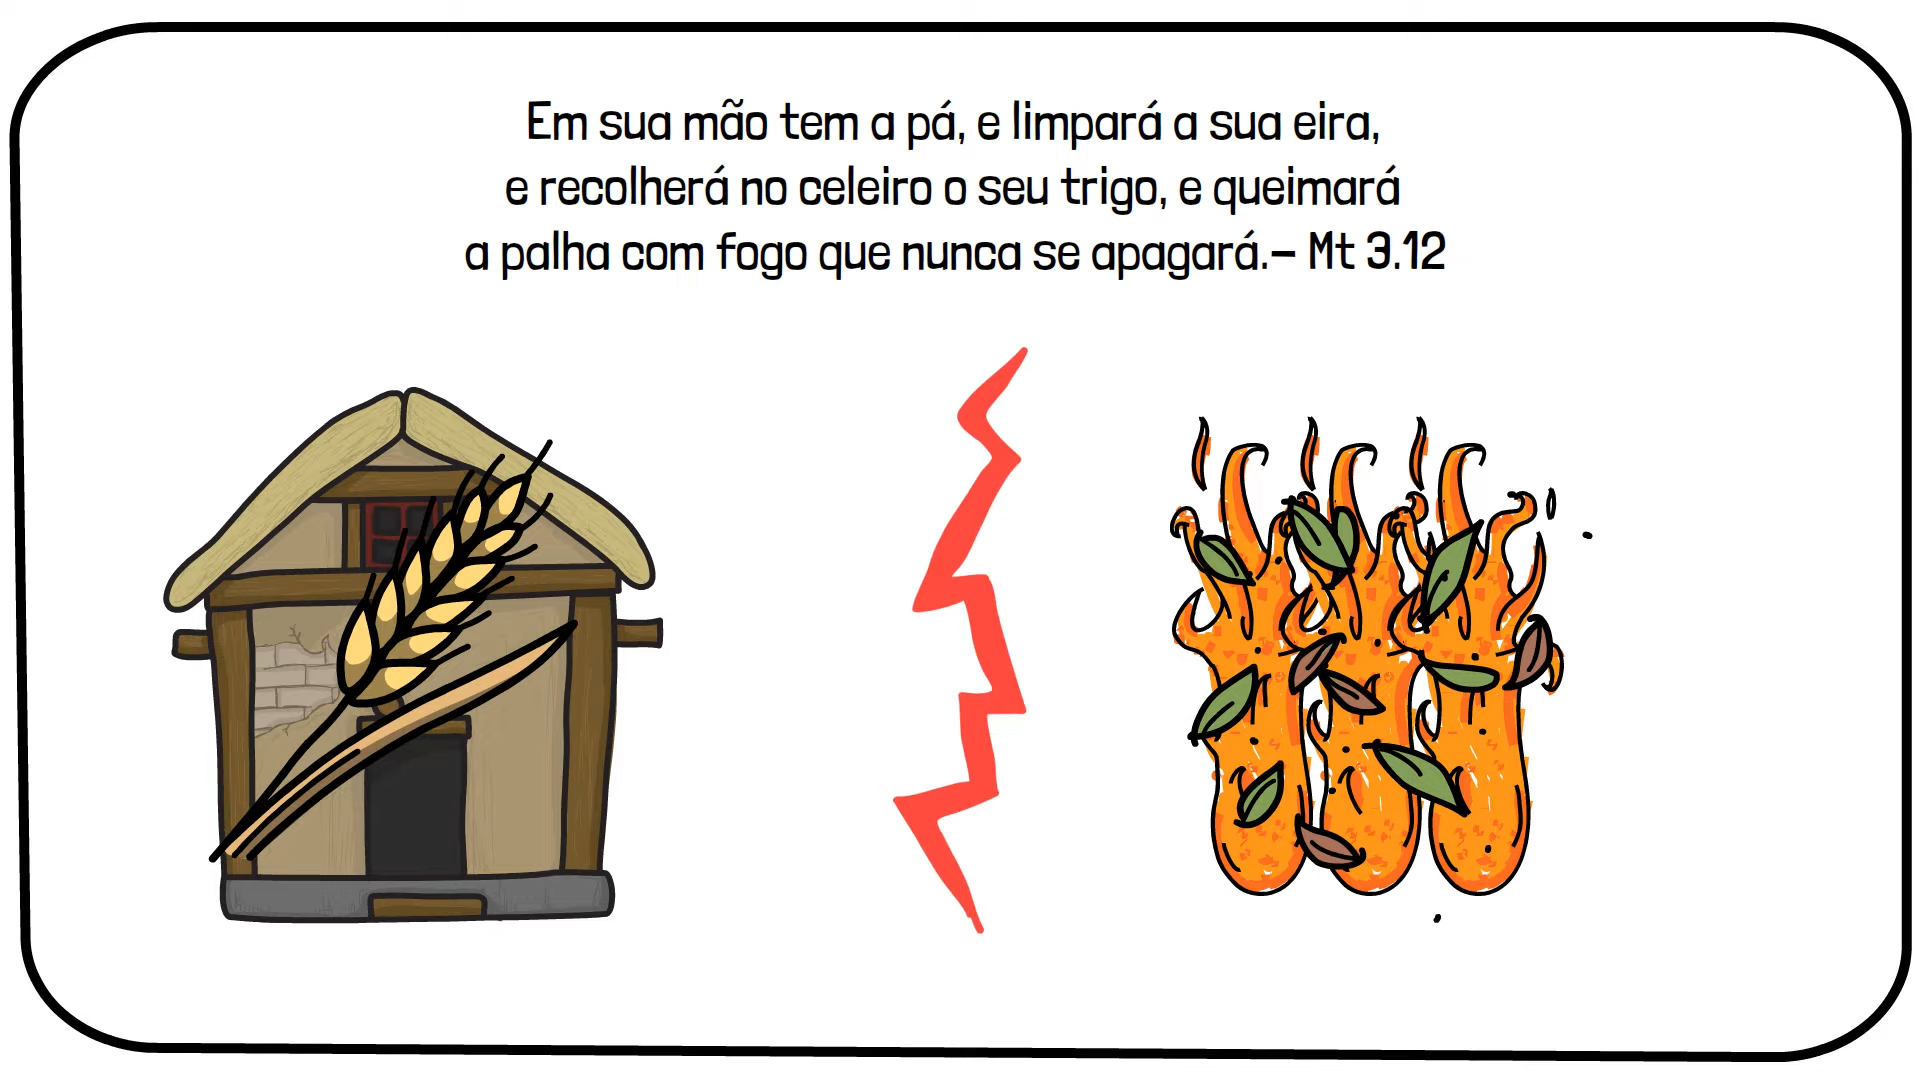 Em sua mão tem a pá, e limpará a sua eira,
e recolherá no celeiro o seu trigo, e queimará
a palha com fogo que nunca se apagará.– Mt 3.12